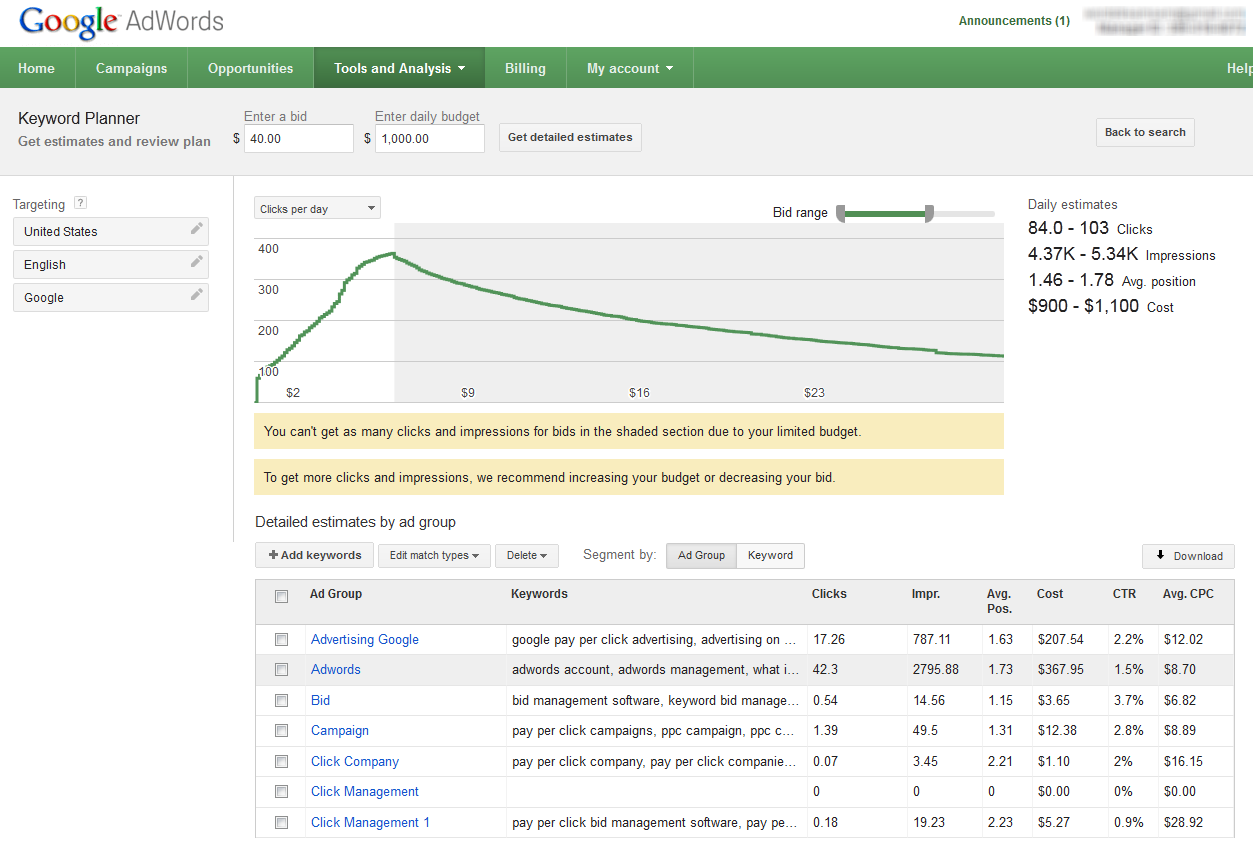 Google AdWords
Announcements (1)
Home Campaigns Opportunities Tools and Analysis Billing My account Help
Keyword Planner
Get estimates and review plan
Enter a bid Enter daily budget
$ 40.00 $ 1,000.00 Get detailed estimates
Back to search
Targeting ?
United States
English
Google
Clicks per day
Bid range
400
300
200
100
$2 $9 $16 $23
Daily estimates
84.0 - 103 Clicks
4.37K - 5.34K Impressions
1.46 - 1.78 Avg. position
$900 - $1,100 Cost
You can't get as many clicks and impressions for bids in the shaded section due to your limited budget.
To get more clicks and impressions, we recommend increasing your budget or decreasing your bid.
Detailed estimates by ad group
+ Add keywords Edit match types Delete Segment by: Ad Group Keyword Download
Ad Group Keywords Clicks Impr. Avg. Pos. Cost CTR Avg. CPC
Advertising Google google pay per click advertising, advertising on ... 17.26 787.11 1.63 $207.54 2.2% $12.02
Adwords adwords account, adwords management, what i... 42.3 2795.88 1.73 $367.95 1.5% $8.70
Bid bid management software, keyword bid manage... 0.54 14.56 1.15 $3.65 3.7% $6.82
Campaign pay per click campaigns, ppc campaign, ppc c... 1.39 49.5 1.31 $12.38 2.8% $8.89
Click Company pay per click company, pay per click companie... 0.07 3.45 2.21 $1.10 2% $16.15
Click Management 0 0 0 $0.00 0% $0.00
Click Management 1 pay per click bid management software, pay pe... 0.18 19.23 2.23 $5.27 0.9% $28.92